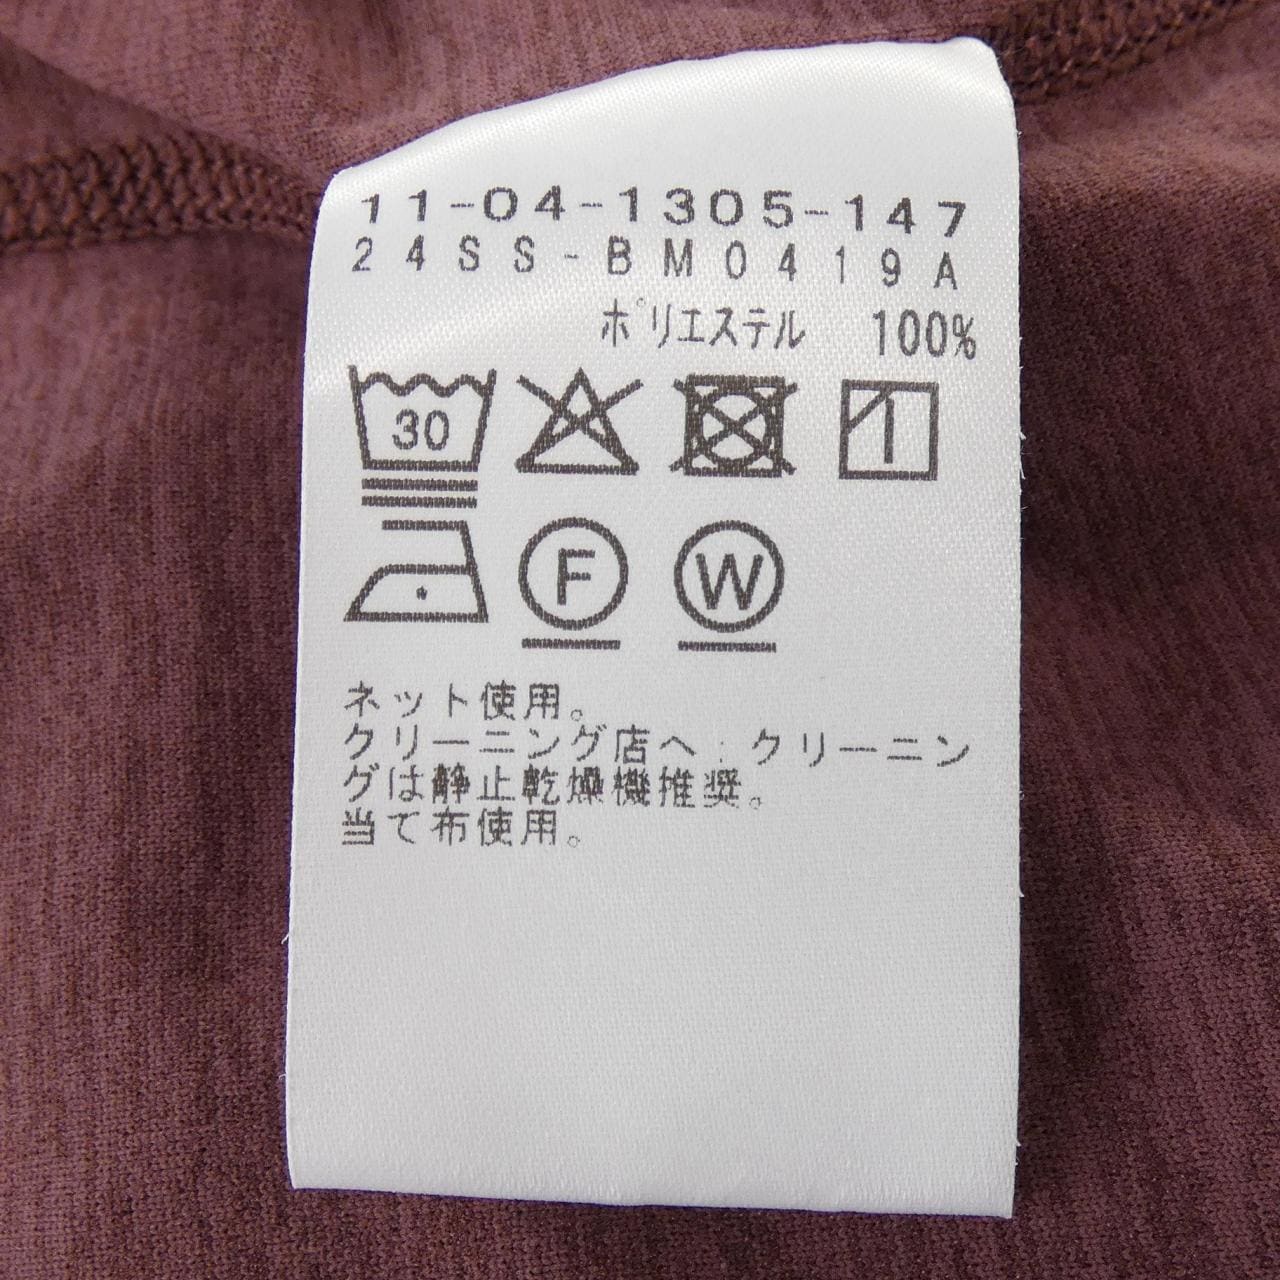 11-04-1305-147
24SS-BM0419A
ポリエステル 100%
30
F W
ネット使用。
クリーニング店へ:クリーニン
グは静止乾燥機推奨。
当て布使用。